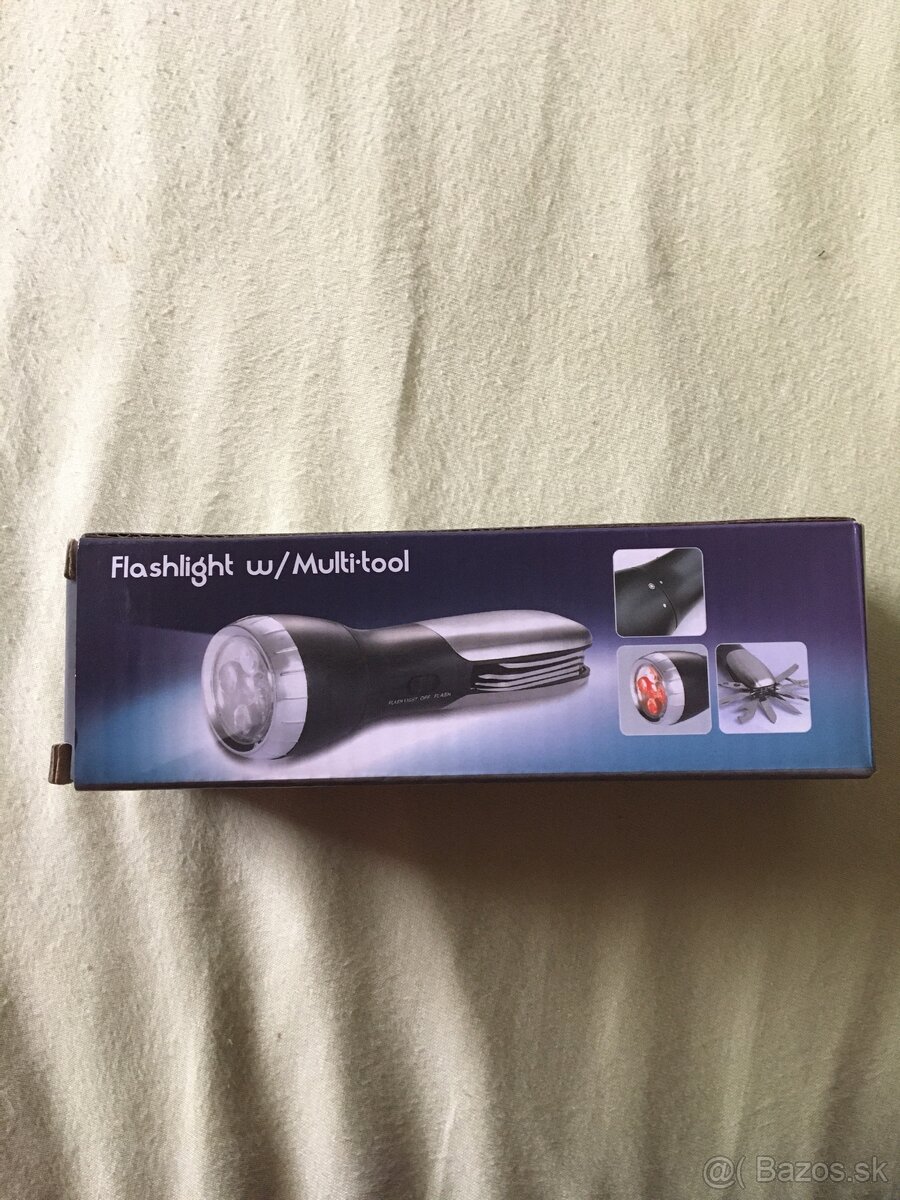 Flashlight w/Multi-tool
FLASHLIGHT OFF FLASH
@( Bazos.sk